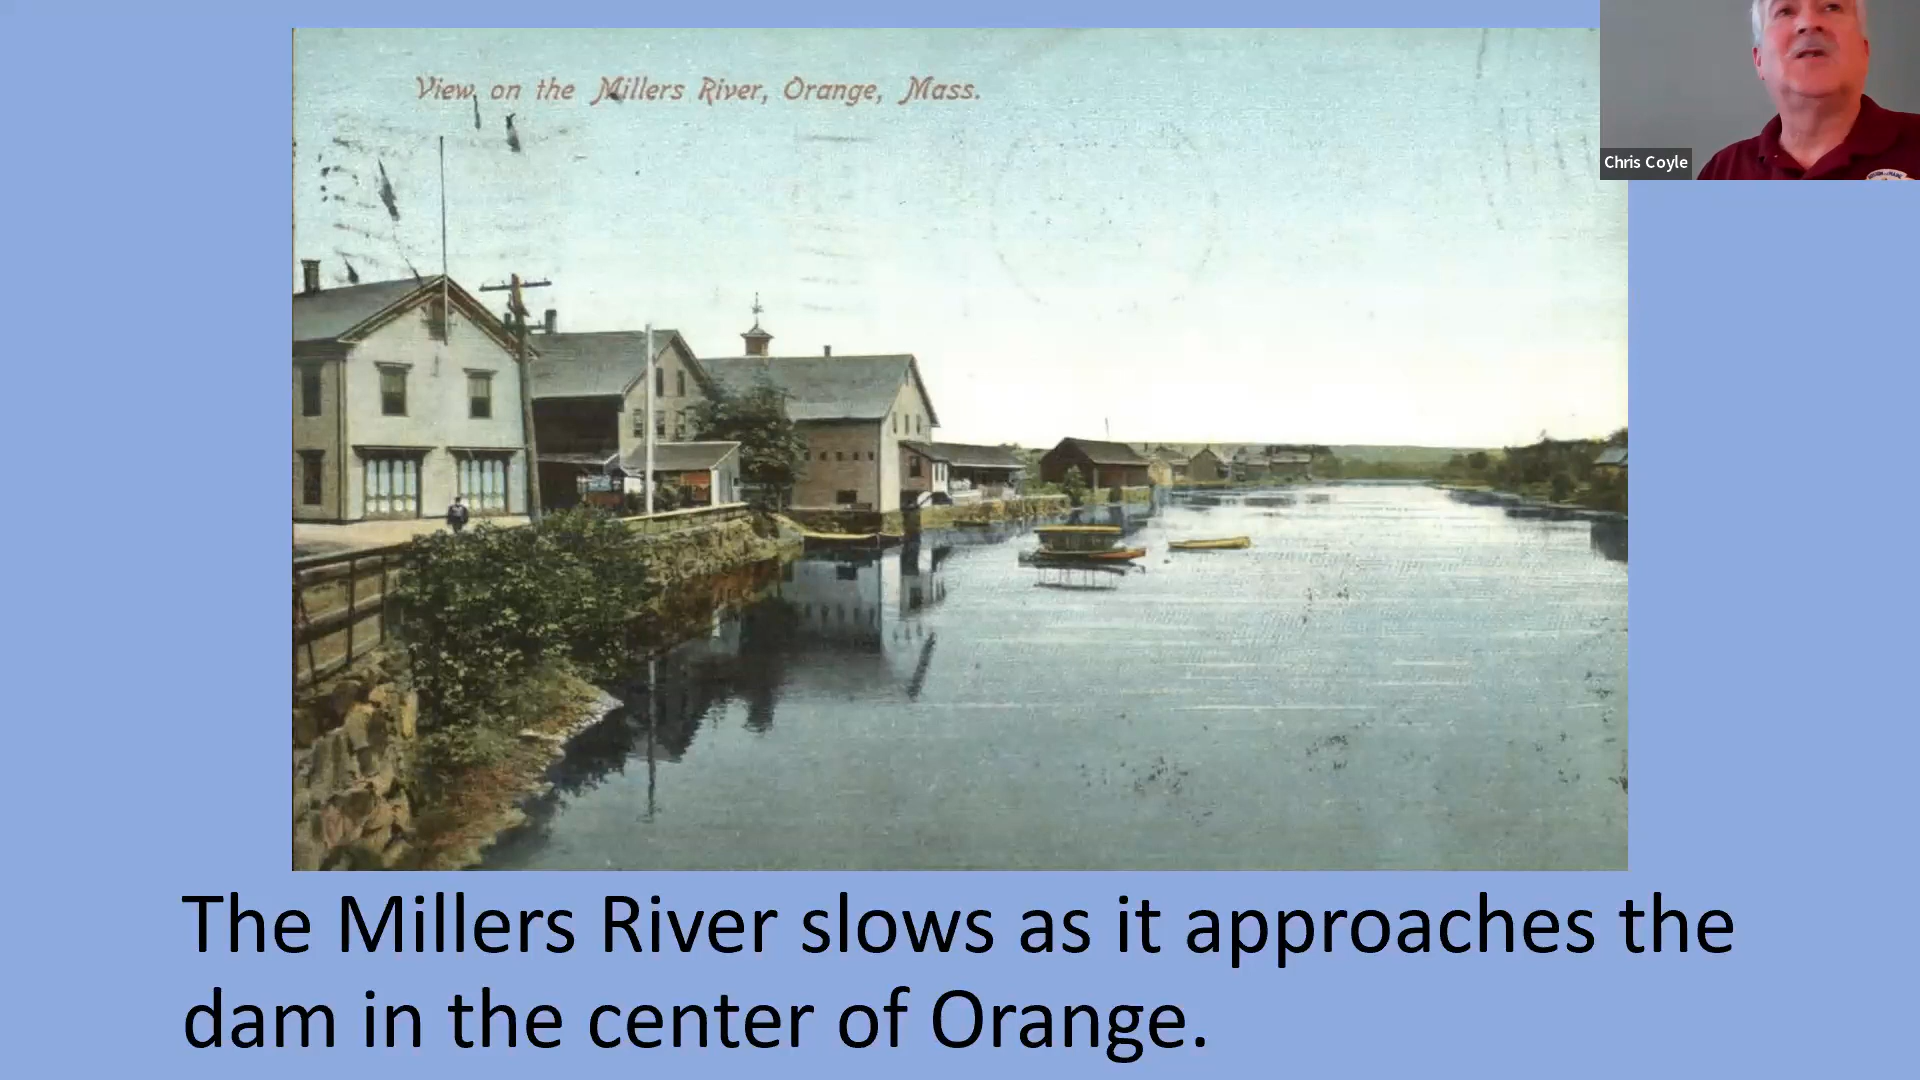 View on the Millers River, Orange, Mass.
Chris Coyle
The Millers River slows as it approaches the
dam in the center of Orange.